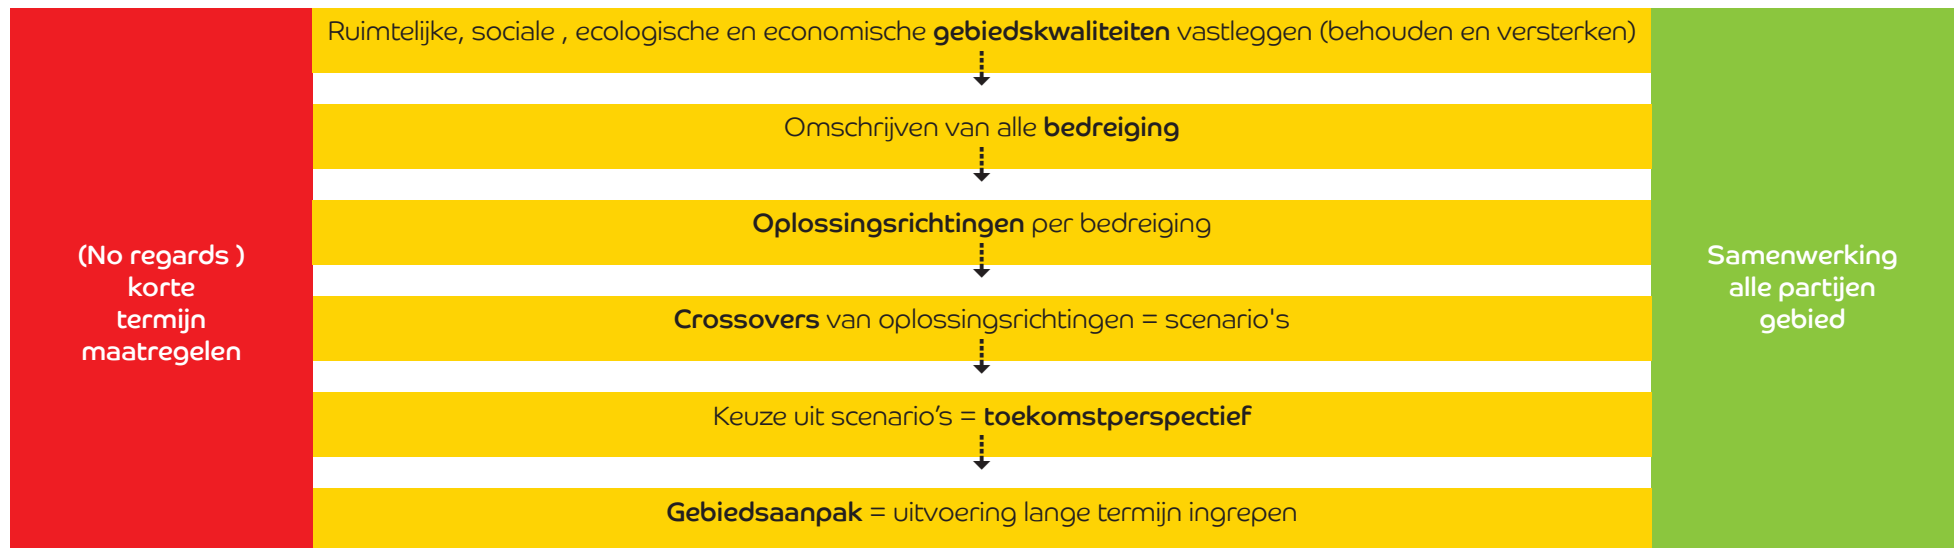 Ruimtelijke, sociale , ecologische en economische gebiedskwaliteiten vastleggen (behouden en versterken)
Omschrijven van alle bedreiging
Oplossingsrichtingen per bedreiging
Crossovers van oplossingsrichtingen = scenario's
Keuze uit scenario’s = toekomstperspectief
Gebiedsaanpak = uitvoering lange termijn ingrepen
(No regards )
korte
termijn
maatregelen
Samenwerking
alle partijen
gebied